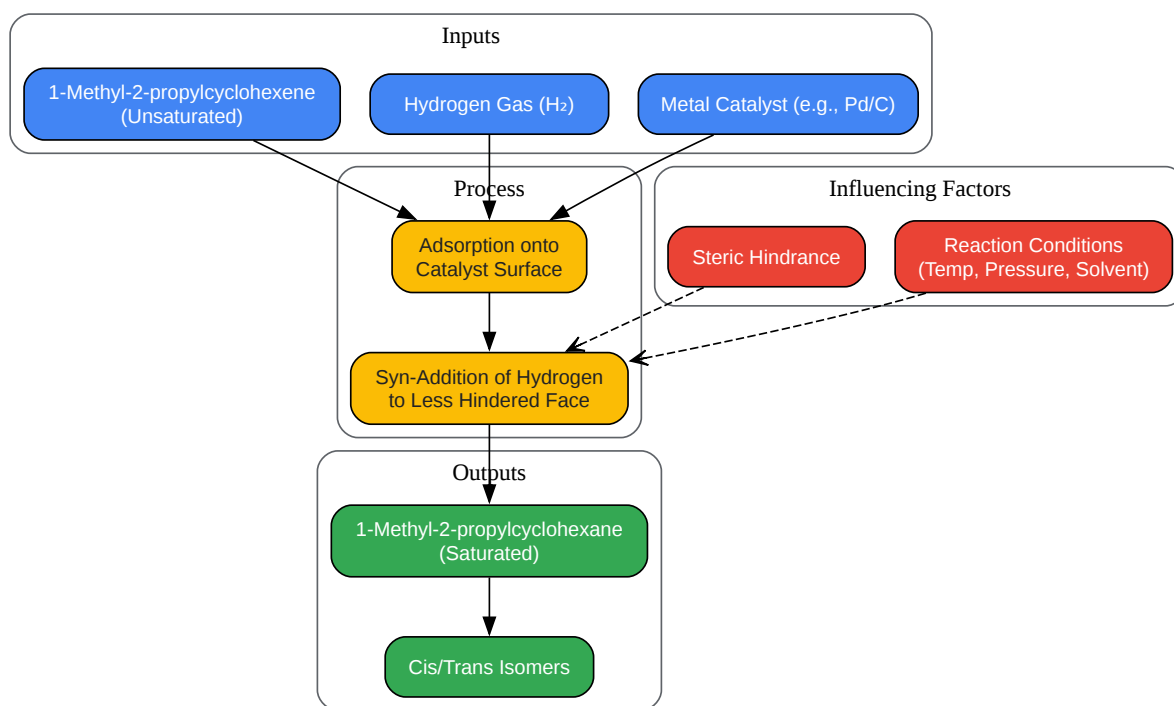 Inputs
1-Methyl-2-propylcyclohexene
(Unsaturated)
Hydrogen Gas (H₂)
Metal Catalyst (e.g., Pd/C)
Process
Adsorption onto
Catalyst Surface
Influencing Factors
Steric Hindrance
Reaction Conditions
(Temp, Pressure, Solvent)
Syn-Addition of Hydrogen
to Less Hindered Face
Outputs
1-Methyl-2-propylcyclohexane
(Saturated)
Cis/Trans Isomers